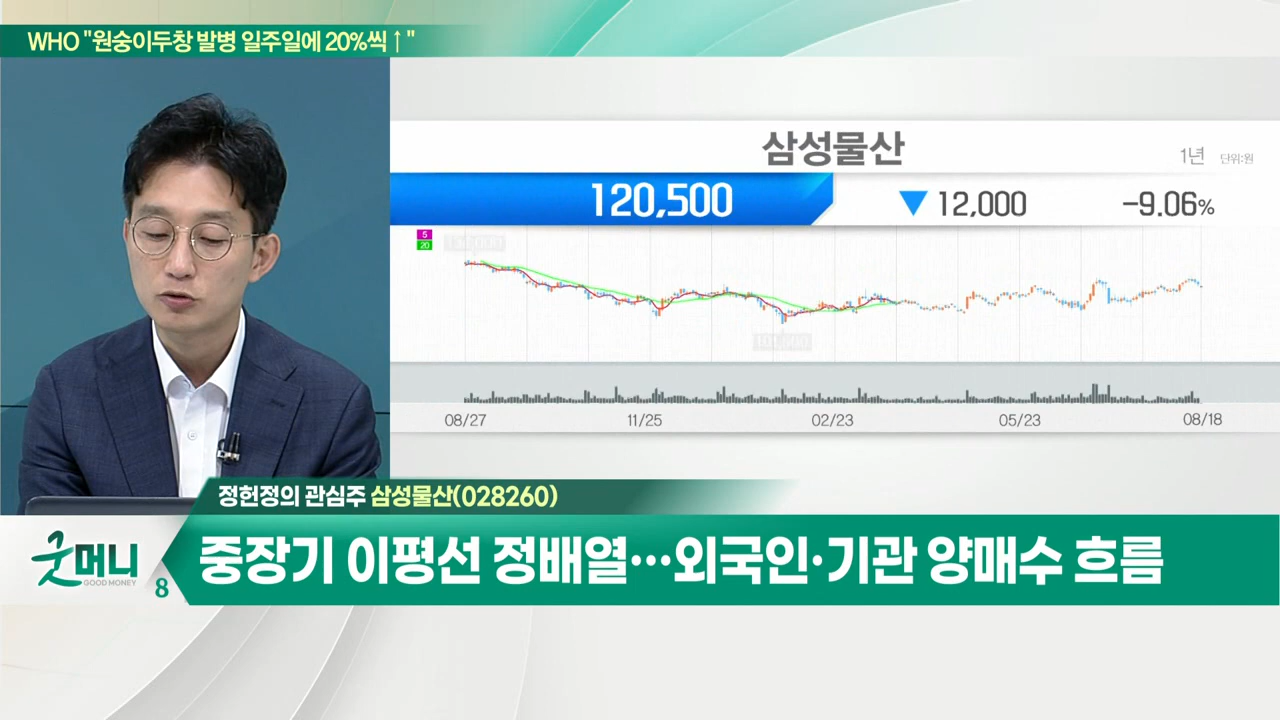 WHO "원숭이두창 발병 일주일에 20%씩↑"
삼성물산
1년 단위:원
120,500 ▼ 12,000 -9.06%
5
20
08/27 11/25 02/23 05/23 08/18
정헌정의 관심주 삼성물산(028260)
중장기 이평선 정배열…외국인·기관 양매수 흐름
굿머니
GOOD MONEY
8